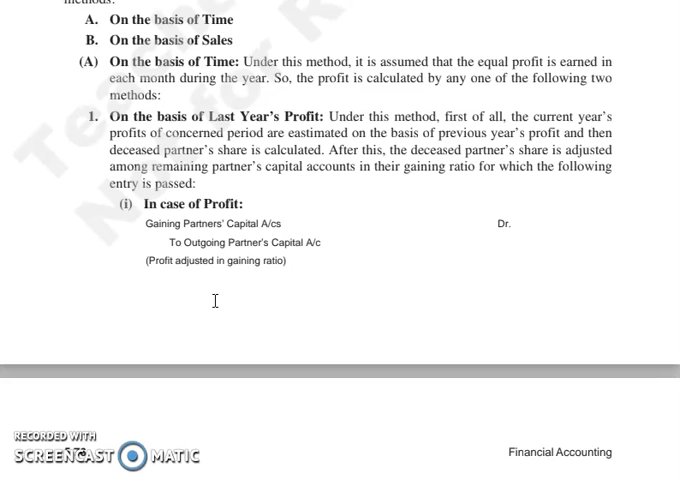 A. On the basis of Time
B. On the basis of Sales
(A) On the basis of Time: Under this method, it is assumed that the equal profit is earned in
each month during the year. So, the profit is calculated by any one of the following two
methods:
1. On the basis of Last Year's Profit: Under this method, first of all, the current year's
profits of concerned period are eastimated on the basis of previous year's profit and then
deceased partner's share is calculated. After this, the deceased partner's share is adjusted
among remaining partner's capital accounts in their gaining ratio for which the following
entry is passed:
(i) In case of Profit:
Gaining Partners' Capital A/cs Dr.
To Outgoing Partner's Capital A/c
(Profit adjusted in gaining ratio)
RECORDED WITH
SCREENCAST MATIC
Financial Accounting